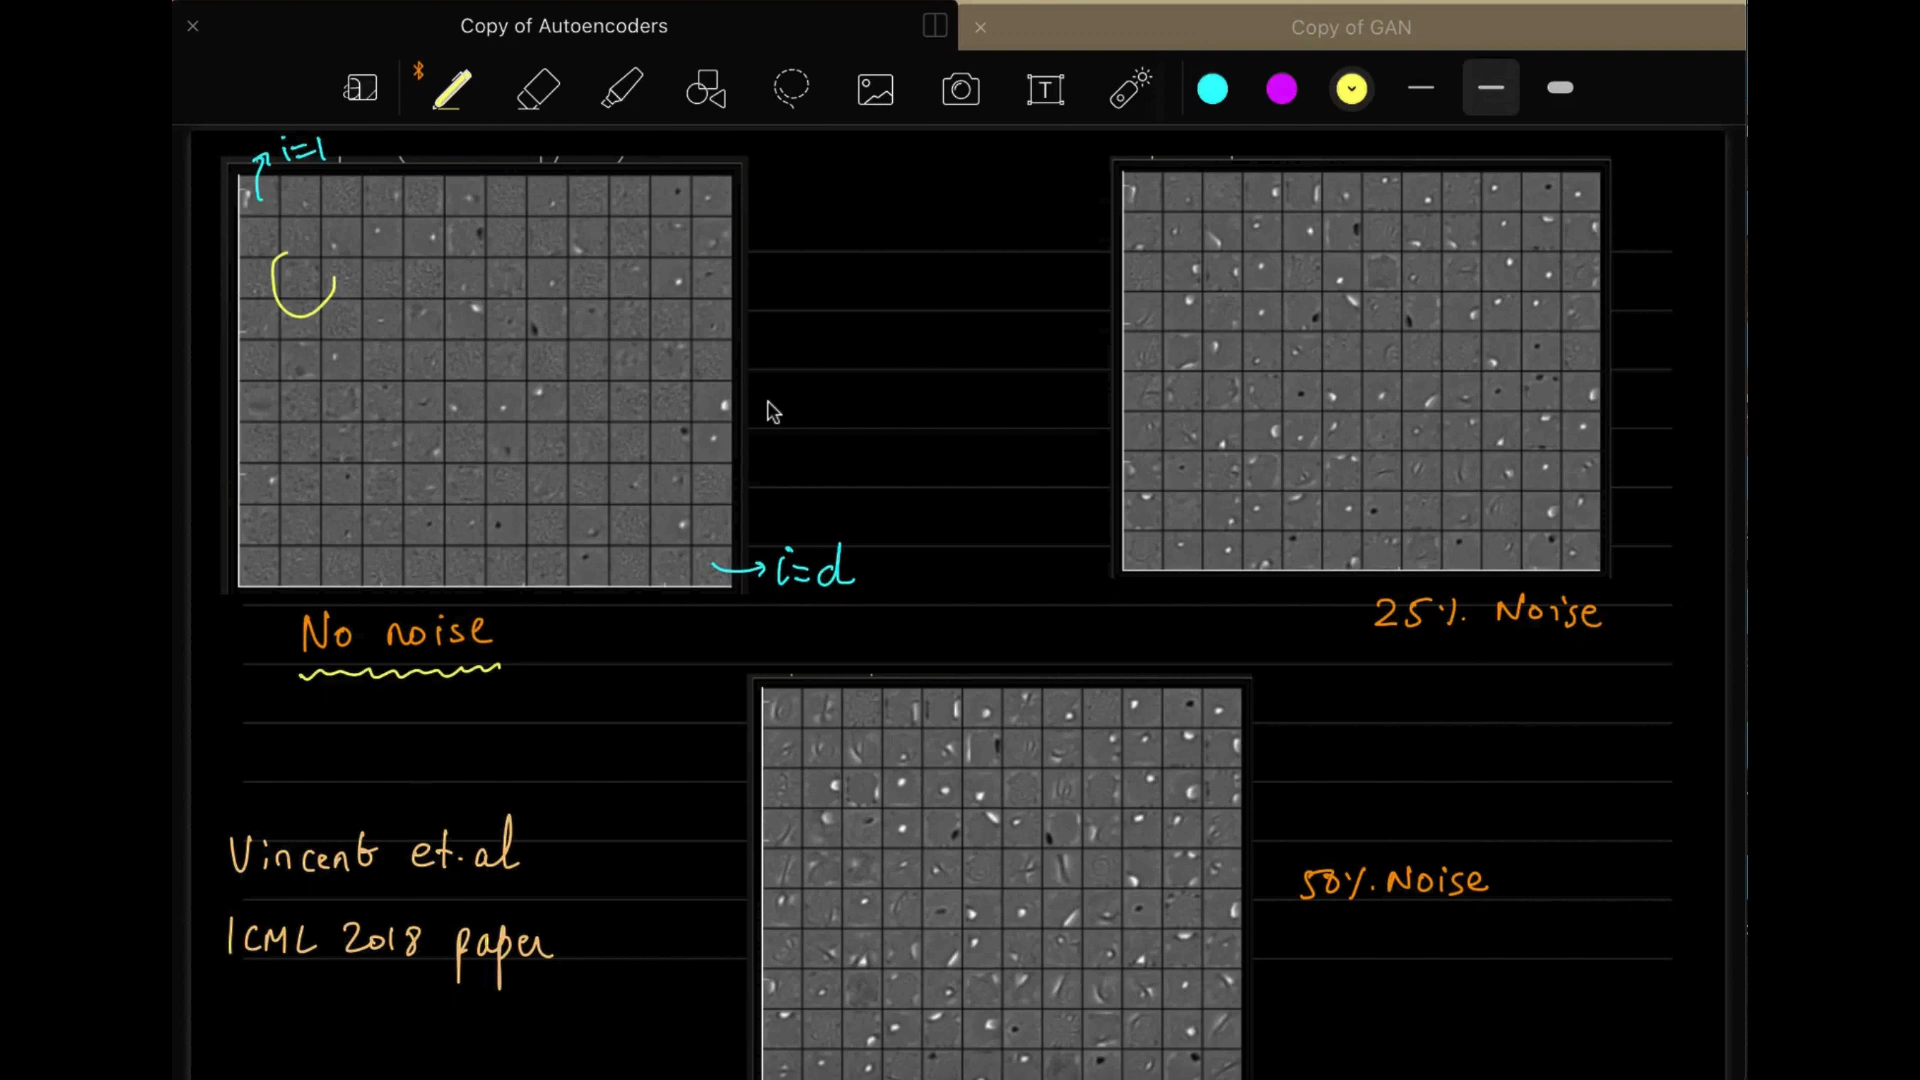 Copy of Autoencoders
Copy of GAN
T
i=1
i=d
No noise
25% Noise
50% Noise
Vincent et.al
ICML 2018 paper